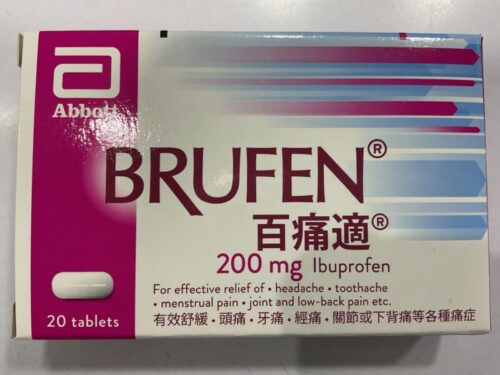 Abbott
BRUFEN®
百痛適®
200 mg Ibuprofen
For effective relief of • headache • toothache
• menstrual pain • joint and low-back pain etc.
有效舒緩 • 頭痛 • 牙痛 • 經痛 • 關節或下背痛等各種痛症
20 tablets